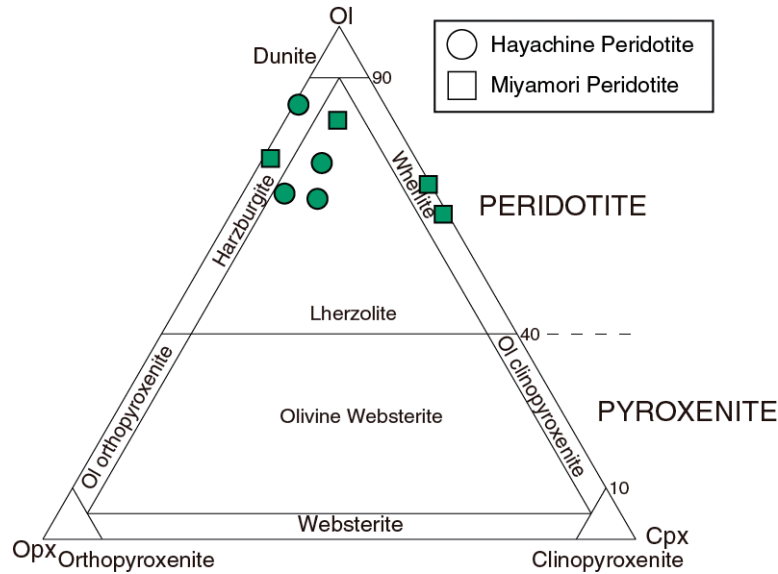 Ol
Dunite
90
Hayachine Peridotite
Miyamori Peridotite
Harzburgite
Wherlite
PERIDOTITE
Lherzolite
40
Ol orthopyroxenite
Ol clinopyroxenite
Olivine Websterite
PYROXENITE
10
Websterite
Opx
Orthopyroxenite
Cpx
Clinopyroxenite